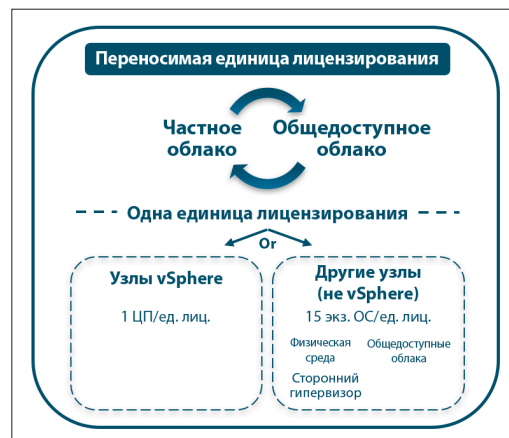 Переносимая единица лицензирования
Частное Общедоступное
облако облако
Одна единица лицензирования
Or
Узлы vSphere
1 ЦП/ед. лиц.
Другие узлы
(не vSphere)
15 экз. ОС/ед. лиц.
Физическая Общедоступные
среда облака
Сторонний
гипервизор